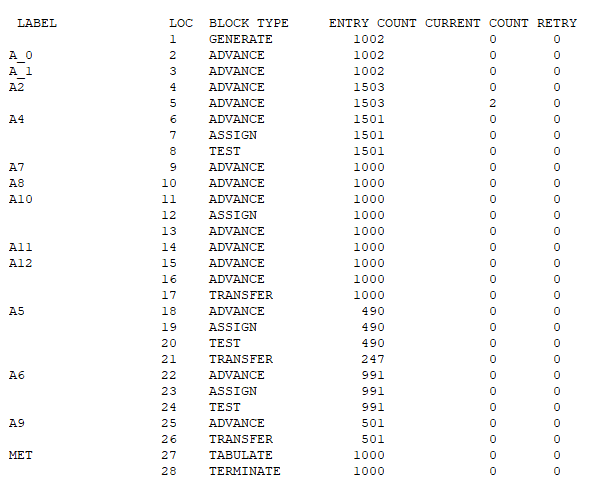 LABEL LOC BLOCK TYPE ENTRY COUNT CURRENT COUNT RETRY
1 GENERATE 1002 0 0
A_0 2 ADVANCE 1002 0 0
A_1 3 ADVANCE 1002 0 0
A2 4 ADVANCE 1503 0 0
5 ADVANCE 1503 2 0
A4 6 ADVANCE 1501 0 0
7 ASSIGN 1501 0 0
8 TEST 1501 0 0
A7 9 ADVANCE 1000 0 0
A8 10 ADVANCE 1000 0 0
A10 11 ADVANCE 1000 0 0
12 ASSIGN 1000 0 0
13 ADVANCE 1000 0 0
A11 14 ADVANCE 1000 0 0
A12 15 ADVANCE 1000 0 0
16 ADVANCE 1000 0 0
17 TRANSFER 1000 0 0
A5 18 ADVANCE 490 0 0
19 ASSIGN 490 0 0
20 TEST 490 0 0
21 TRANSFER 247 0 0
A6 22 ADVANCE 991 0 0
23 ASSIGN 991 0 0
24 TEST 991 0 0
A9 25 ADVANCE 501 0 0
26 TRANSFER 501 0 0
MET 27 TABULATE 1000 0 0
28 TERMINATE 1000 0 0